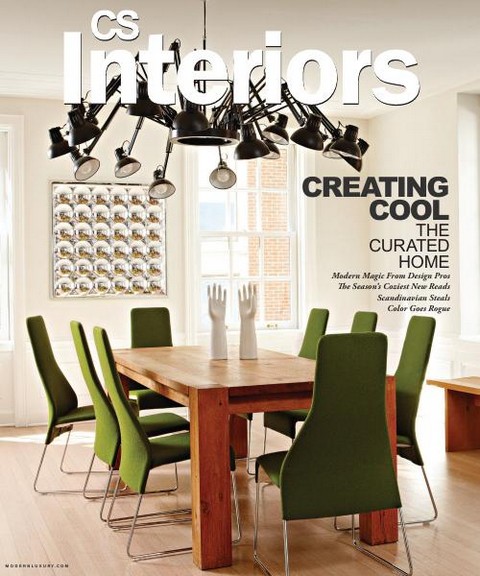 CS
Interiors
CREATING
COOL
THE
CURATED
HOME
Modern Magic From Design Pros
The Season's Coziest New Reads
Scandinavian Steals
Color Goes Rogue
MODERNLUXURY.COM